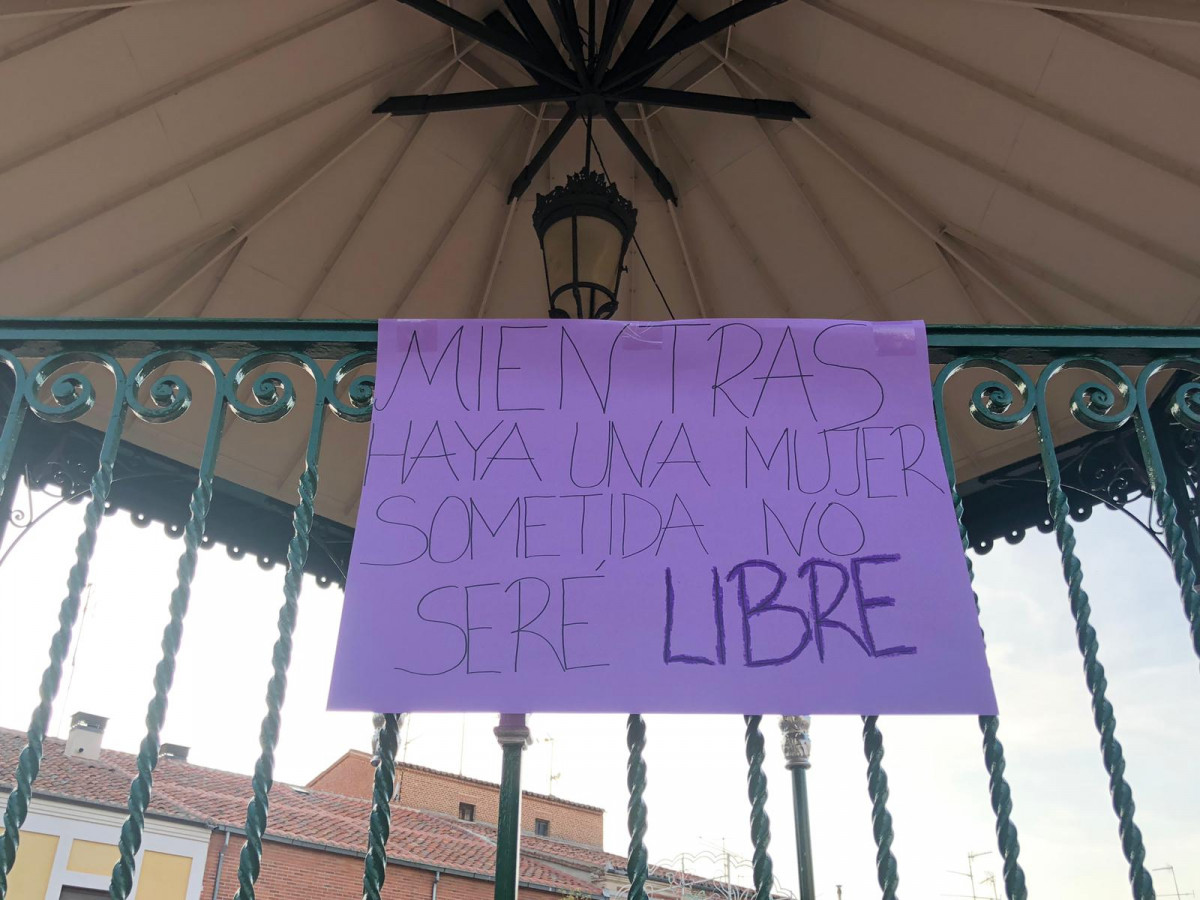 MIENTRAS
HAYA UNA MUJER
SOMETIDA NO
SERÉ LIBRE